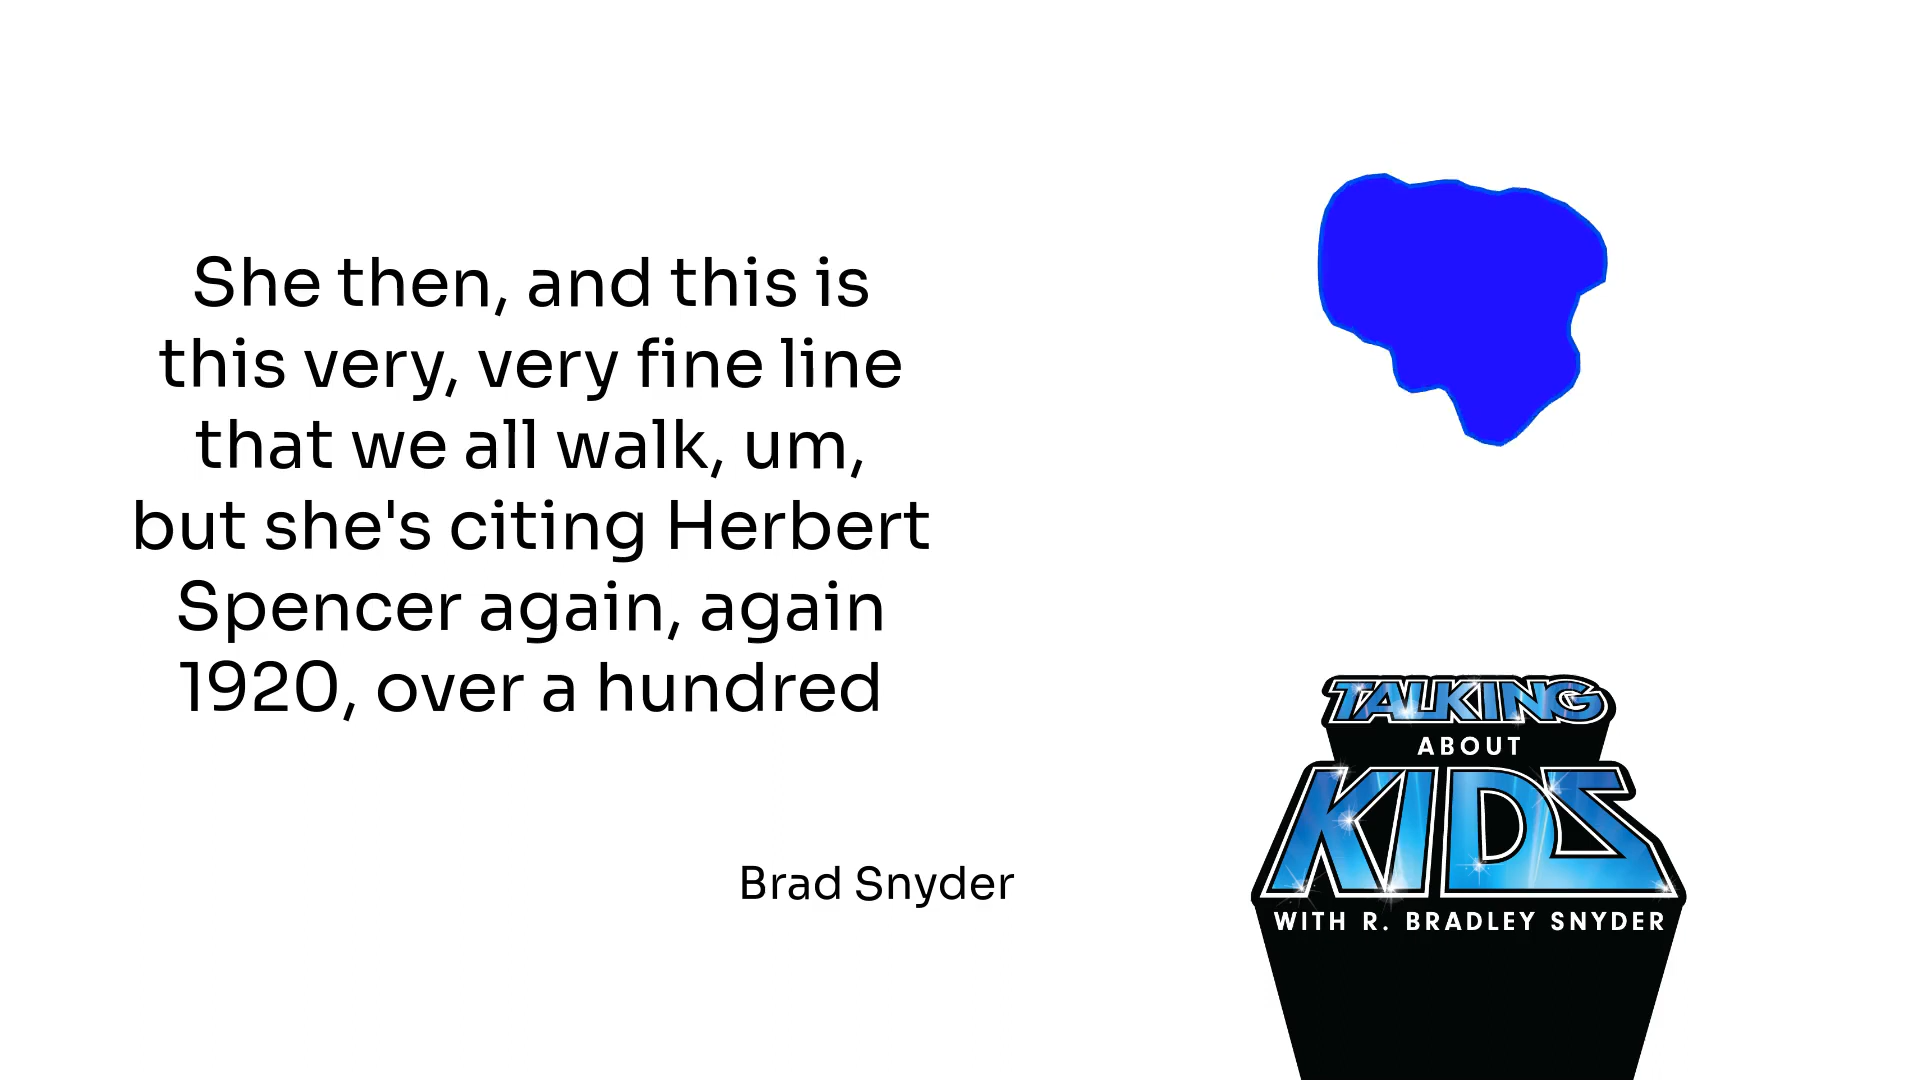 She then, and this is
this very, very fine line
that we all walk, um,
but she's citing Herbert
Spencer again, again
1920, over a hundred
Brad Snyder
TALKING
ABOUT
KIDS
WITH R. BRADLEY SNYDER